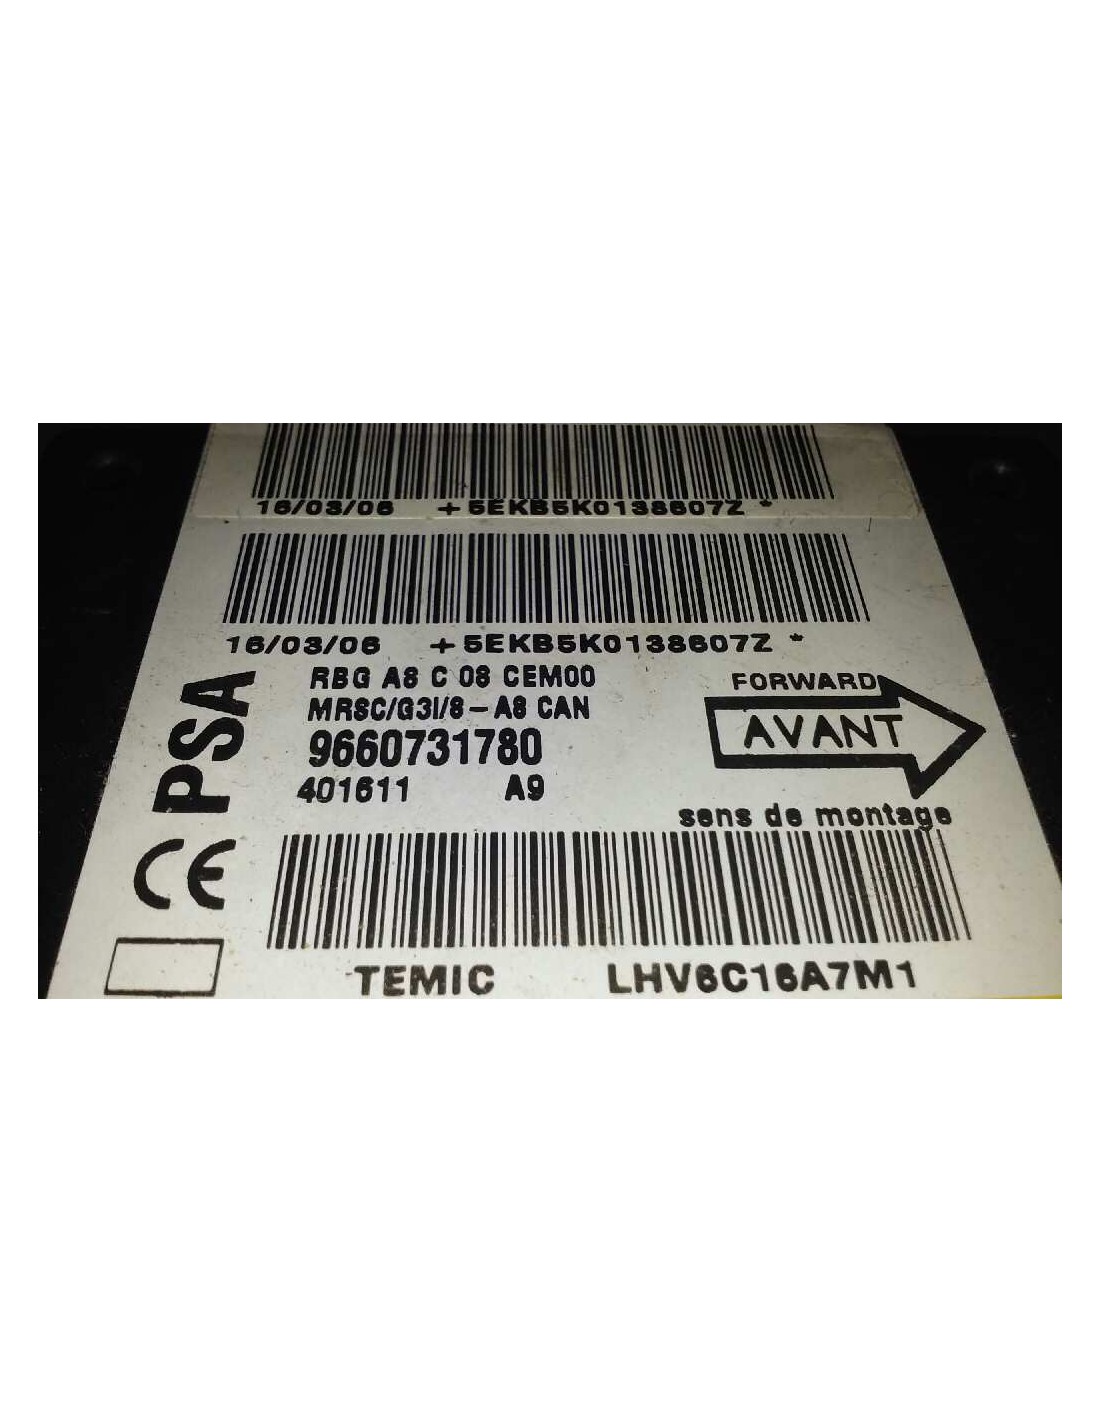 16/03/06 +5EKB5K0138607Z *
16/03/06 +5EKB5K0138607Z *
PSA
RBG A8 C 08 CEM00
MRSC/G3I/8-A8 CAN
9660731780
401611 A9
FORWARD
AVANT
sens de montage
CE
TEMIC LHV6C16A7M1